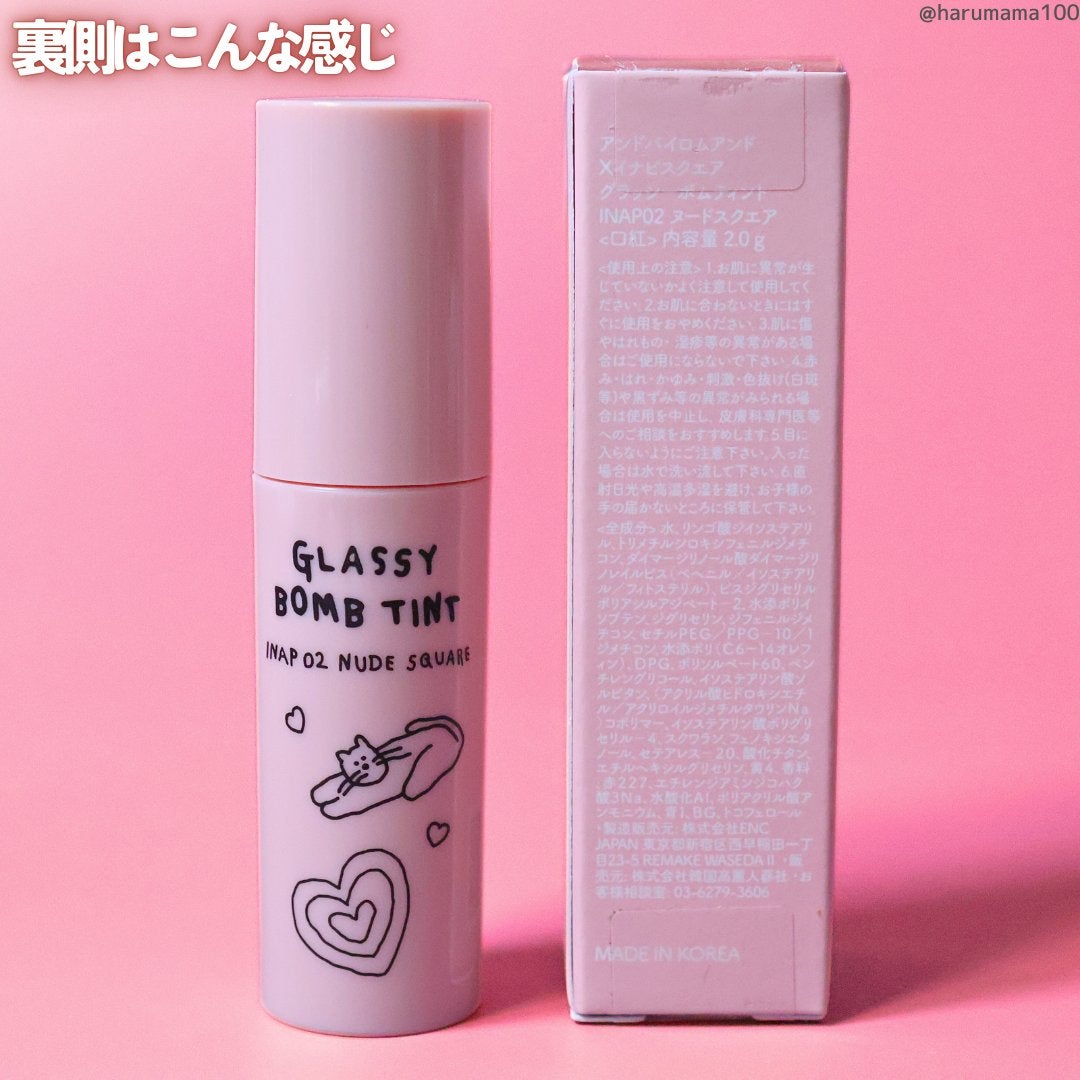 裏側はこんな感じ
@harumama100
GLASSY
BOMB TINT
INAP 02 NUDE SQUARE
アンドバイロムアンド
Xイナピスクエア
グラッシーボムティント
INAP02 ヌードスクエア
<口紅> 内容量 2.0g
<使用上の注意> 1.お肌に異常が生
じていないかよく注意して使用してく
ださい。2.お肌に合わないときにはす
ぐに使用をおやめください。3.肌に傷
やはれもの・湿疹等の異常がある場
合はご使用にならないで下さい。4.赤
み・はれ・かゆみ・刺激・色抜け(白斑
等)や黒ずみ等の異常がみられる場
合は使用を中止し、皮膚科専門医等
へのご相談をおすすめします。5.目に
入らないようにご注意下さい。入った
場合は水で洗い流して下さい。6.直
射日光や高温多湿を避け、お子様の
手の届かないところに保管して下さい。
<全成分> 水、リンゴ酸ジイソステアリ
ル、トリメチルシロキシフェニルジメチ
コン、ダイマージリノール酸ダイマージリ
ノレイルビス(ベヘニル/イソステアリ
ル/フィトステリル)、ビスジグリセリル
ポリアシルアジペート-2、水添ポリイ
ソブテン、ジグリセリン、ジフェニルジメ
チコン、セチルPEG/PPG-10/1
ジメチコン、水添ポリ(C6-14オレフ
ィン)、DPG、ポリソルベート60、ペン
チレングリコール、イソステアリン酸ソ
ルビタン、(アクリル酸ヒドロキシエチ
ル/アクリロイルジメチルタウリンNa
)コポリマー、イソステアリン酸ポリグリ
セリル-4、スクワラン、フェノキシエタ
ノール、セテアレス-20、酸化チタン、
エチルヘキシルグリセリン、黄4、香料
、赤227、エチレンジアミンジコハク
酸3Na、水酸化Al、ポリアクリル酸ア
ンモニウム、青1、BG、トコフェロール
・製造販売元: 株式会社ENC
JAPAN 東京都新宿区西早稲田一丁
目23-5 REMAKE WASEDA II ・販
売元: 株式会社韓国高麗人蔘社 ・お
客様相談室: 03-6279-3606
MADE IN KOREA